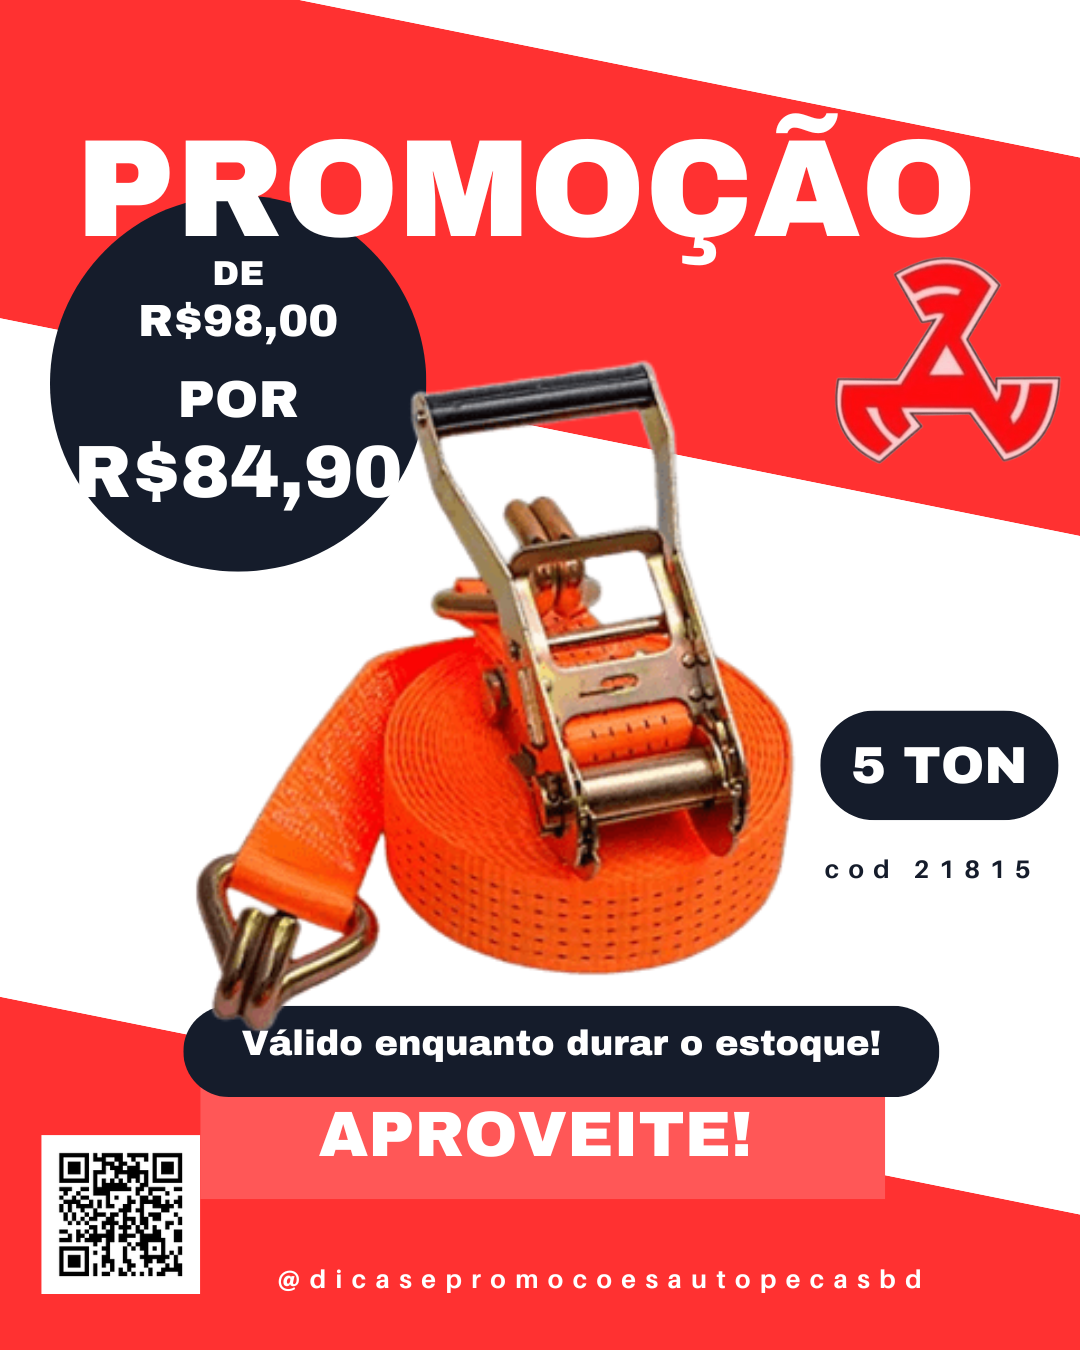 PROMOÇÃO
DE
R$98,00
POR
R$84,90
5 TON
cod 21815
Válido enquanto durar o estoque!
APROVEITE!
@dicasepromocoesautopecasbd